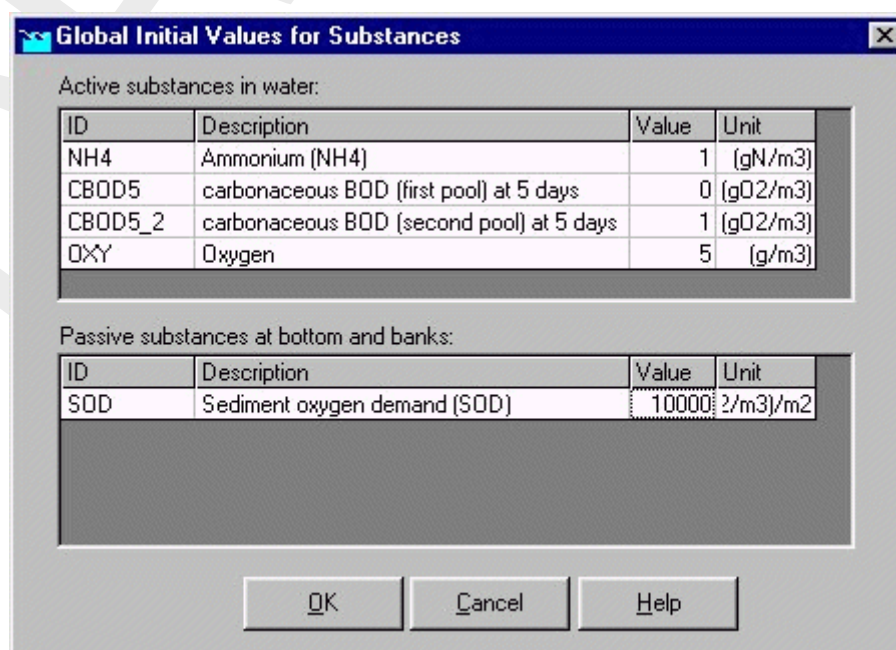 Global Initial Values for Substances
Active substances in water:
ID Description Value Unit
NH4 Ammonium (NH4) 1 (gN/m3)
CBOD5 carbonaceous BOD (first pool) at 5 days 0 (gO2/m3)
CBOD5_2 carbonaceous BOD (second pool) at 5 days 1 (gO2/m3)
OXY Oxygen 5 (g/m3)
Passive substances at bottom and banks:
ID Description Value Unit
SOD Sediment oxygen demand (SOD) 10000 2/m3)/m2
OK Cancel Help